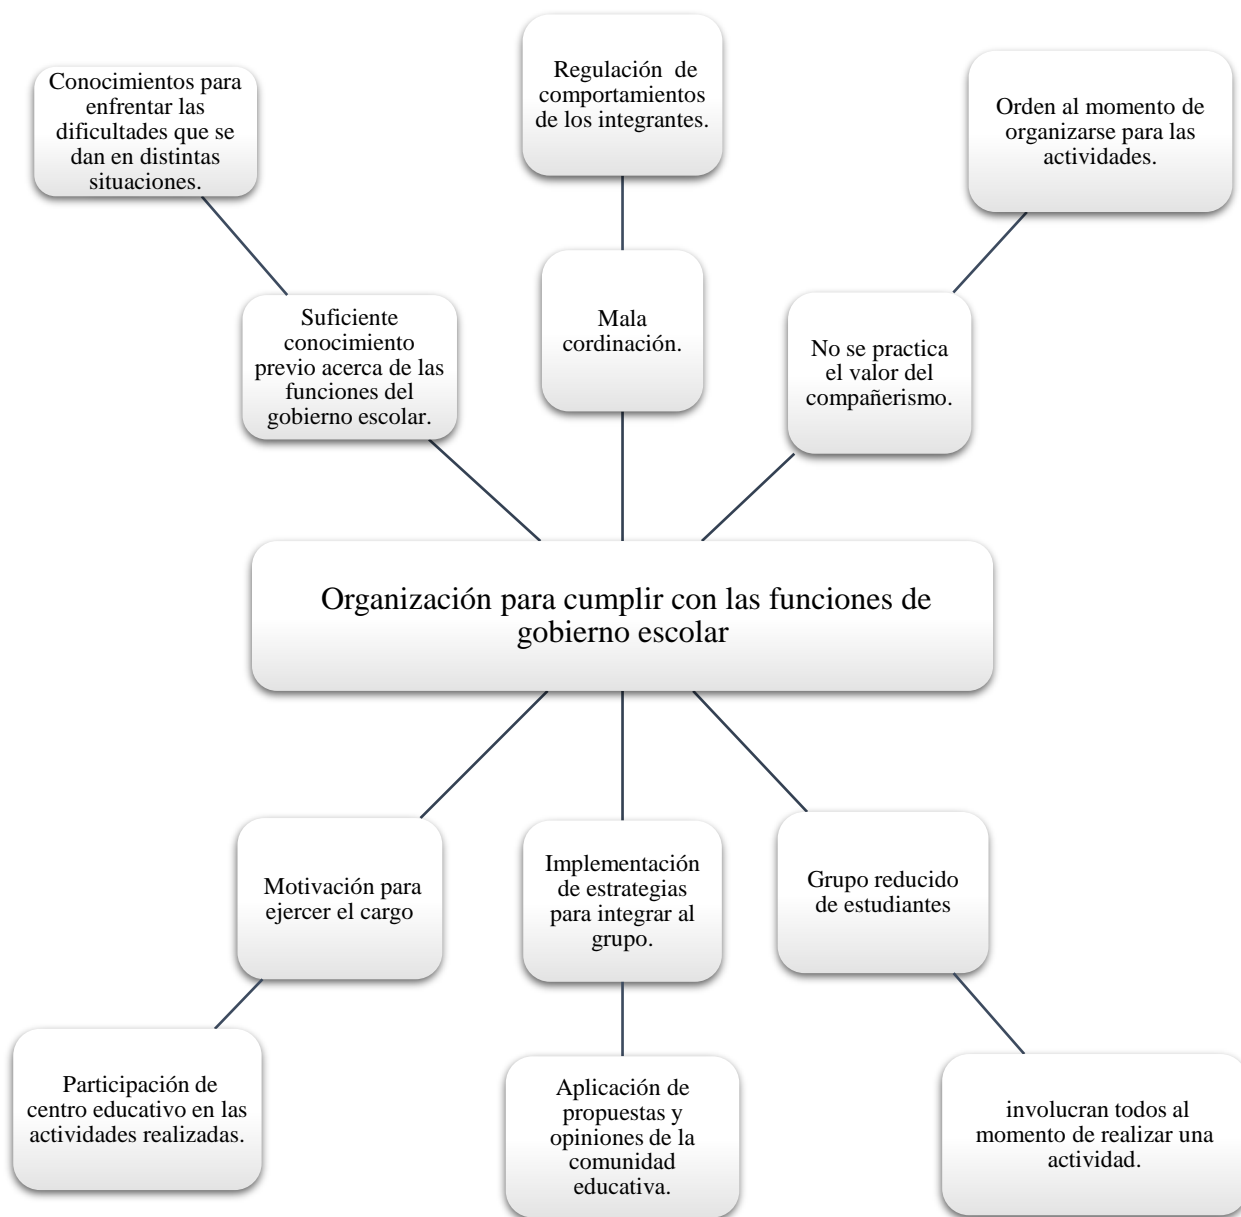 Regulación de
comportamientos
de los integrantes.
Conocimientos para
enfrentar las
dificultades que se
dan en distintas
situaciones.
Orden al momento de
organizarse para las
actividades.
Suficiente
conocimiento
previo acerca de las
funciones del
gobierno escolar.
Mala
cordinación.
No se practica
el valor del
compañerismo.
Organización para cumplir con las funciones de
gobierno escolar
Motivación para
ejercer el cargo
Implementación
de estrategias
para integrar al
grupo.
Grupo reducido
de estudiantes
Participación de
centro educativo en las
actividades realizadas.
Aplicación de
propuestas y
opiniones de la
comunidad
educativa.
involucran todos al
momento de realizar una
actividad.